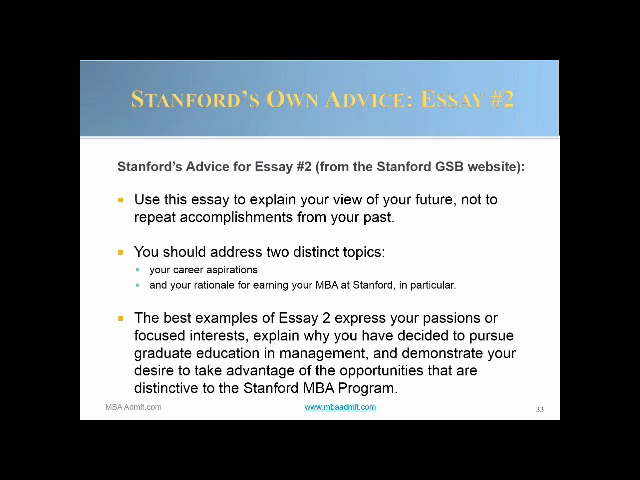 STANFORD'S OWN ADVICE: ESSAY #2
Stanford's Advice for Essay #2 (from the Stanford GSB website):
Use this essay to explain your view of your future, not to
repeat accomplishments from your past.
You should address two distinct topics:
your career aspirations
and your rationale for earning your MBA at Stanford, in particular.
The best examples of Essay 2 express your passions or
focused interests, explain why you have decided to pursue
graduate education in management, and demonstrate your
desire to take advantage of the opportunities that are
distinctive to the Stanford MBA Program.
MBA Admit.com
www.mbaadmit.com
33